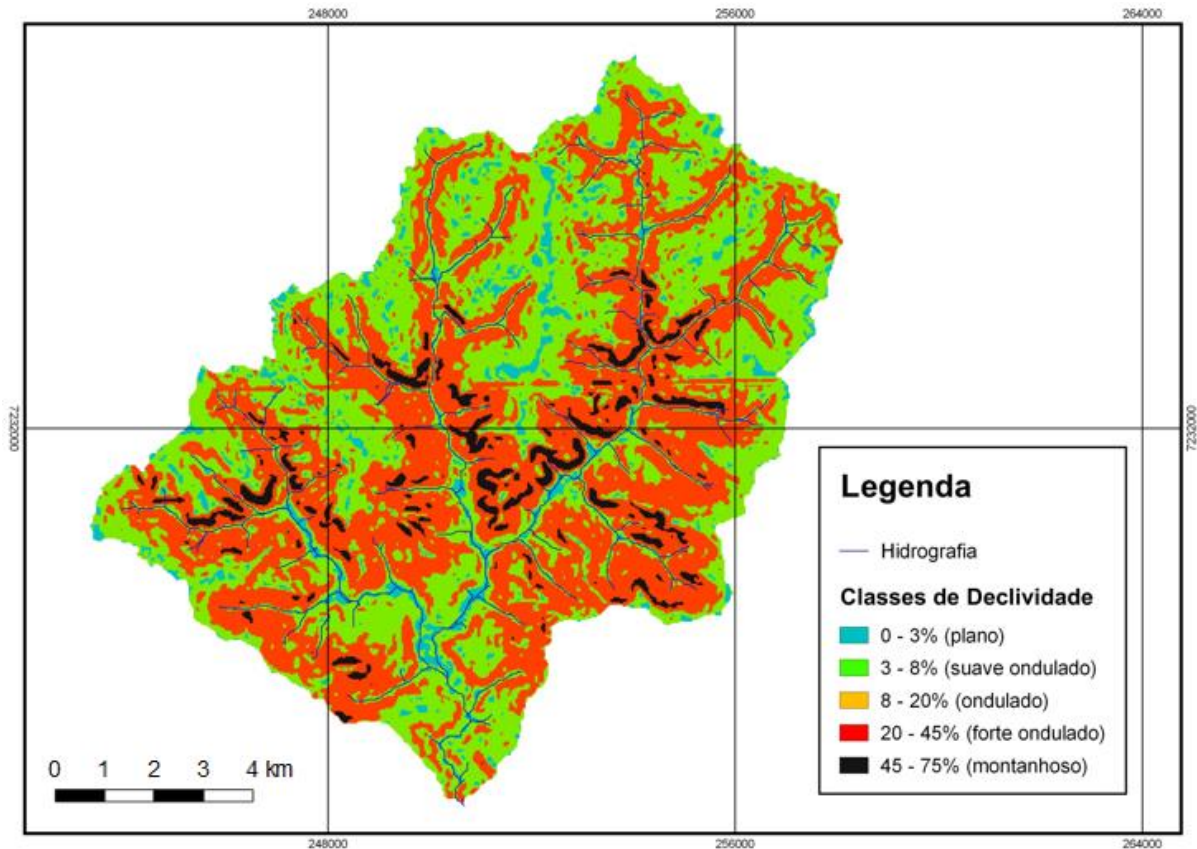 248000
256000
264000
7232000
7232000
Legenda
Hidrografia
Classes de Declividade
0 - 3% (plano)
3 - 8% (suave ondulado)
8 - 20% (ondulado)
20 - 45% (forte ondulado)
45 - 75% (montanhoso)
0 1 2 3 4 km
248000
256000
264000